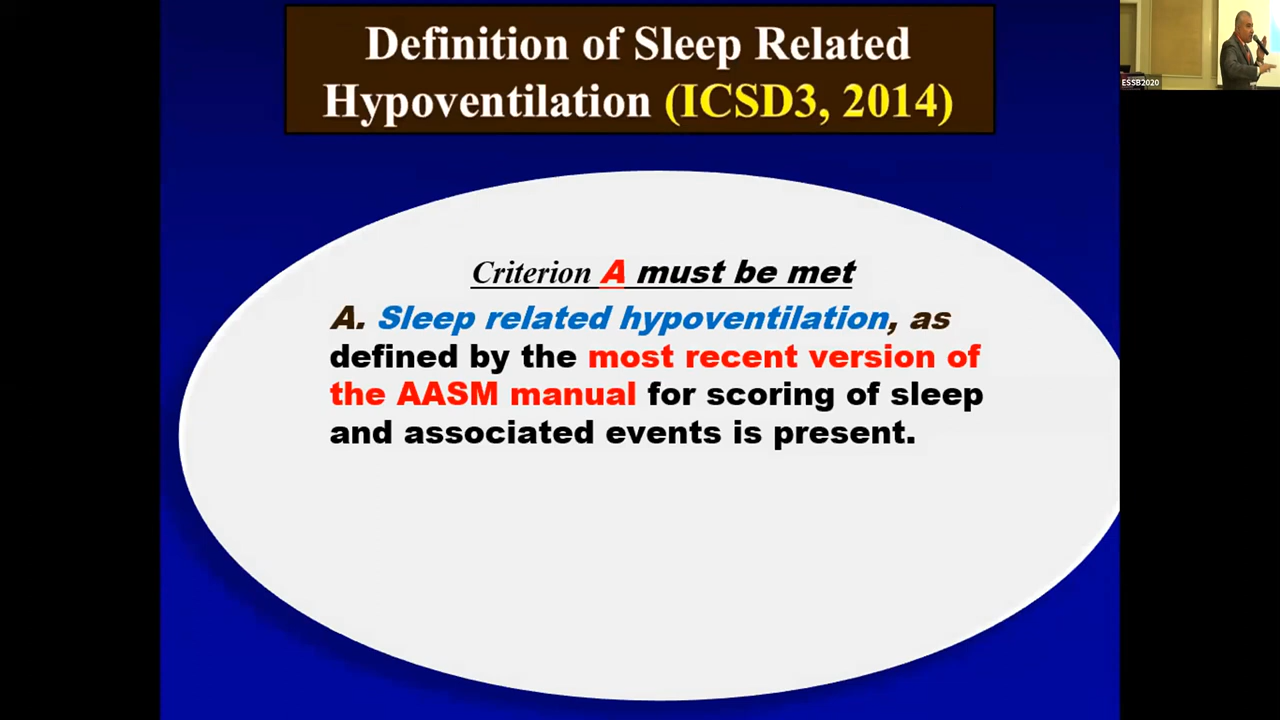 Definition of Sleep Related
Hypoventilation (ICSD3, 2014)
ESSB2020
Criterion A must be met
A. Sleep related hypoventilation, as
defined by the most recent version of
the AASM manual for scoring of sleep
and associated events is present.